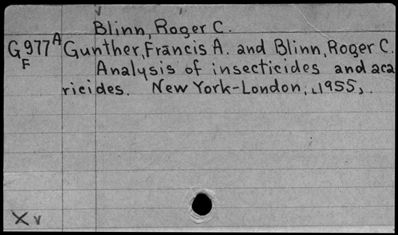 Blinn, Roger C.
G977A Gunther, Francis A. and Blinn, Roger C.
F Analysis of insecticides and aca
ricides. New York-London, [1955].
X v